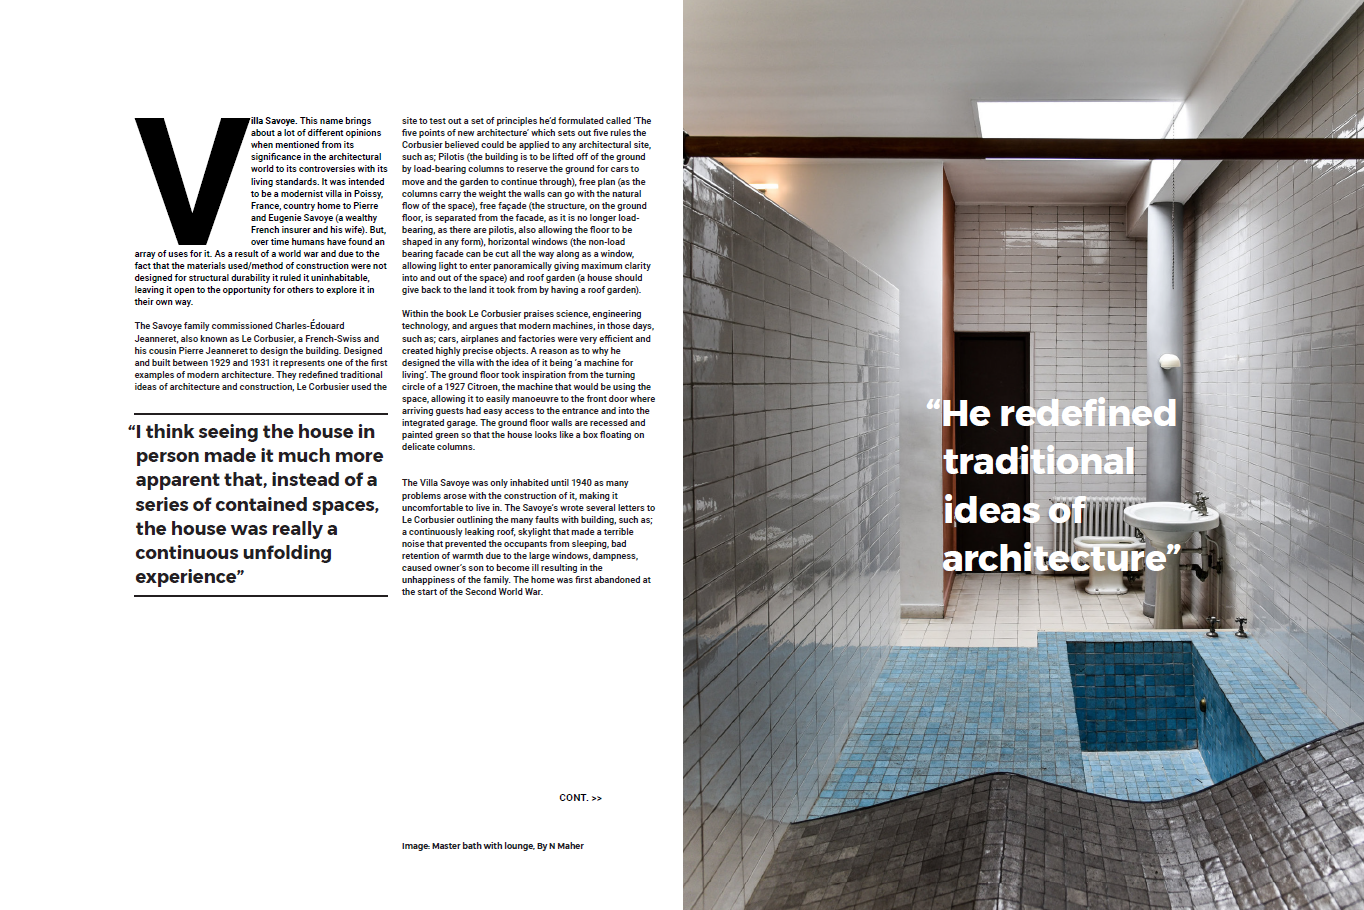 Villa Savoye. This name brings
about a lot of different opinions
when mentioned from its
significance in the architectural
world to its controversies with its
living standards. It was intended
to be a modernist villa in Poissy,
France, country home to Pierre
and Eugenie Savoye (a wealthy
French insurer and his wife). But,
over time humans have found an
array of uses for it. As a result of a world war and due to the
fact that the materials used/method of construction were not
designed for structural durability it ruled it uninhabitable,
leaving it open to the opportunity for others to explore it in
their own way.
The Savoye family commissioned Charles-Édouard
Jeanneret, also known as Le Corbusier, a French-Swiss and
his cousin Pierre Jeanneret to design the building. Designed
and built between 1929 and 1931 it represents one of the first
examples of modern architecture. They redefined traditional
ideas of architecture and construction, Le Corbusier used the
“I think seeing the house in
person made it much more
apparent that, instead of a
series of contained spaces,
the house was really a
continuous unfolding
experience”
site to test out a set of principles he'd formulated called ‘The
five points of new architecture’ which sets out five rules the
Corbusier believed could be applied to any architectural site,
such as; Pilotis (the building is to be lifted off of the ground
by load-bearing columns to reserve the ground for cars to
move and the garden to continue through), free plan (as the
columns carry the weight the walls can go with the natural
flow of the space), free façade (the structure, on the ground
floor, is separated from the facade, as it is no longer load-
bearing, as there are pilotis, also allowing the floor to be
shaped in any form), horizontal windows (the non-load
bearing facade can be cut all the way along as a window,
allowing light to enter panoramically giving maximum clarity
into and out of the space) and roof garden (a house should
give back to the land it took from by having a roof garden).
Within the book Le Corbusier praises science, engineering
technology, and argues that modern machines, in those days,
such as; cars, airplanes and factories were very efficient and
created highly precise objects. A reason as to why he
designed the villa with the idea of it being ‘a machine for
living’. The ground floor took inspiration from the turning
circle of a 1927 Citroen, the machine that would be using the
space, allowing it to easily manoeuvre to the front door where
arriving guests had easy access to the entrance and into the
integrated garage. The ground floor walls are recessed and
painted green so that the house looks like a box floating on
delicate columns.
The Villa Savoye was only inhabited until 1940 as many
problems arose with the construction of it, making it
uncomfortable to live in. The Savoye's wrote several letters to
Le Corbusier outlining the many faults with building, such as;
a continuously leaking roof, skylight that made a terrible
noise that prevented the occupants from sleeping, bad
retention of warmth due to the large windows, dampness,
caused owner's son to become ill resulting in the
unhappiness of the family. The home was first abandoned at
the start of the Second World War.
CONT. >>
Image: Master bath with lounge, By N Maher
“He redefined
traditional
ideas of
architecture”